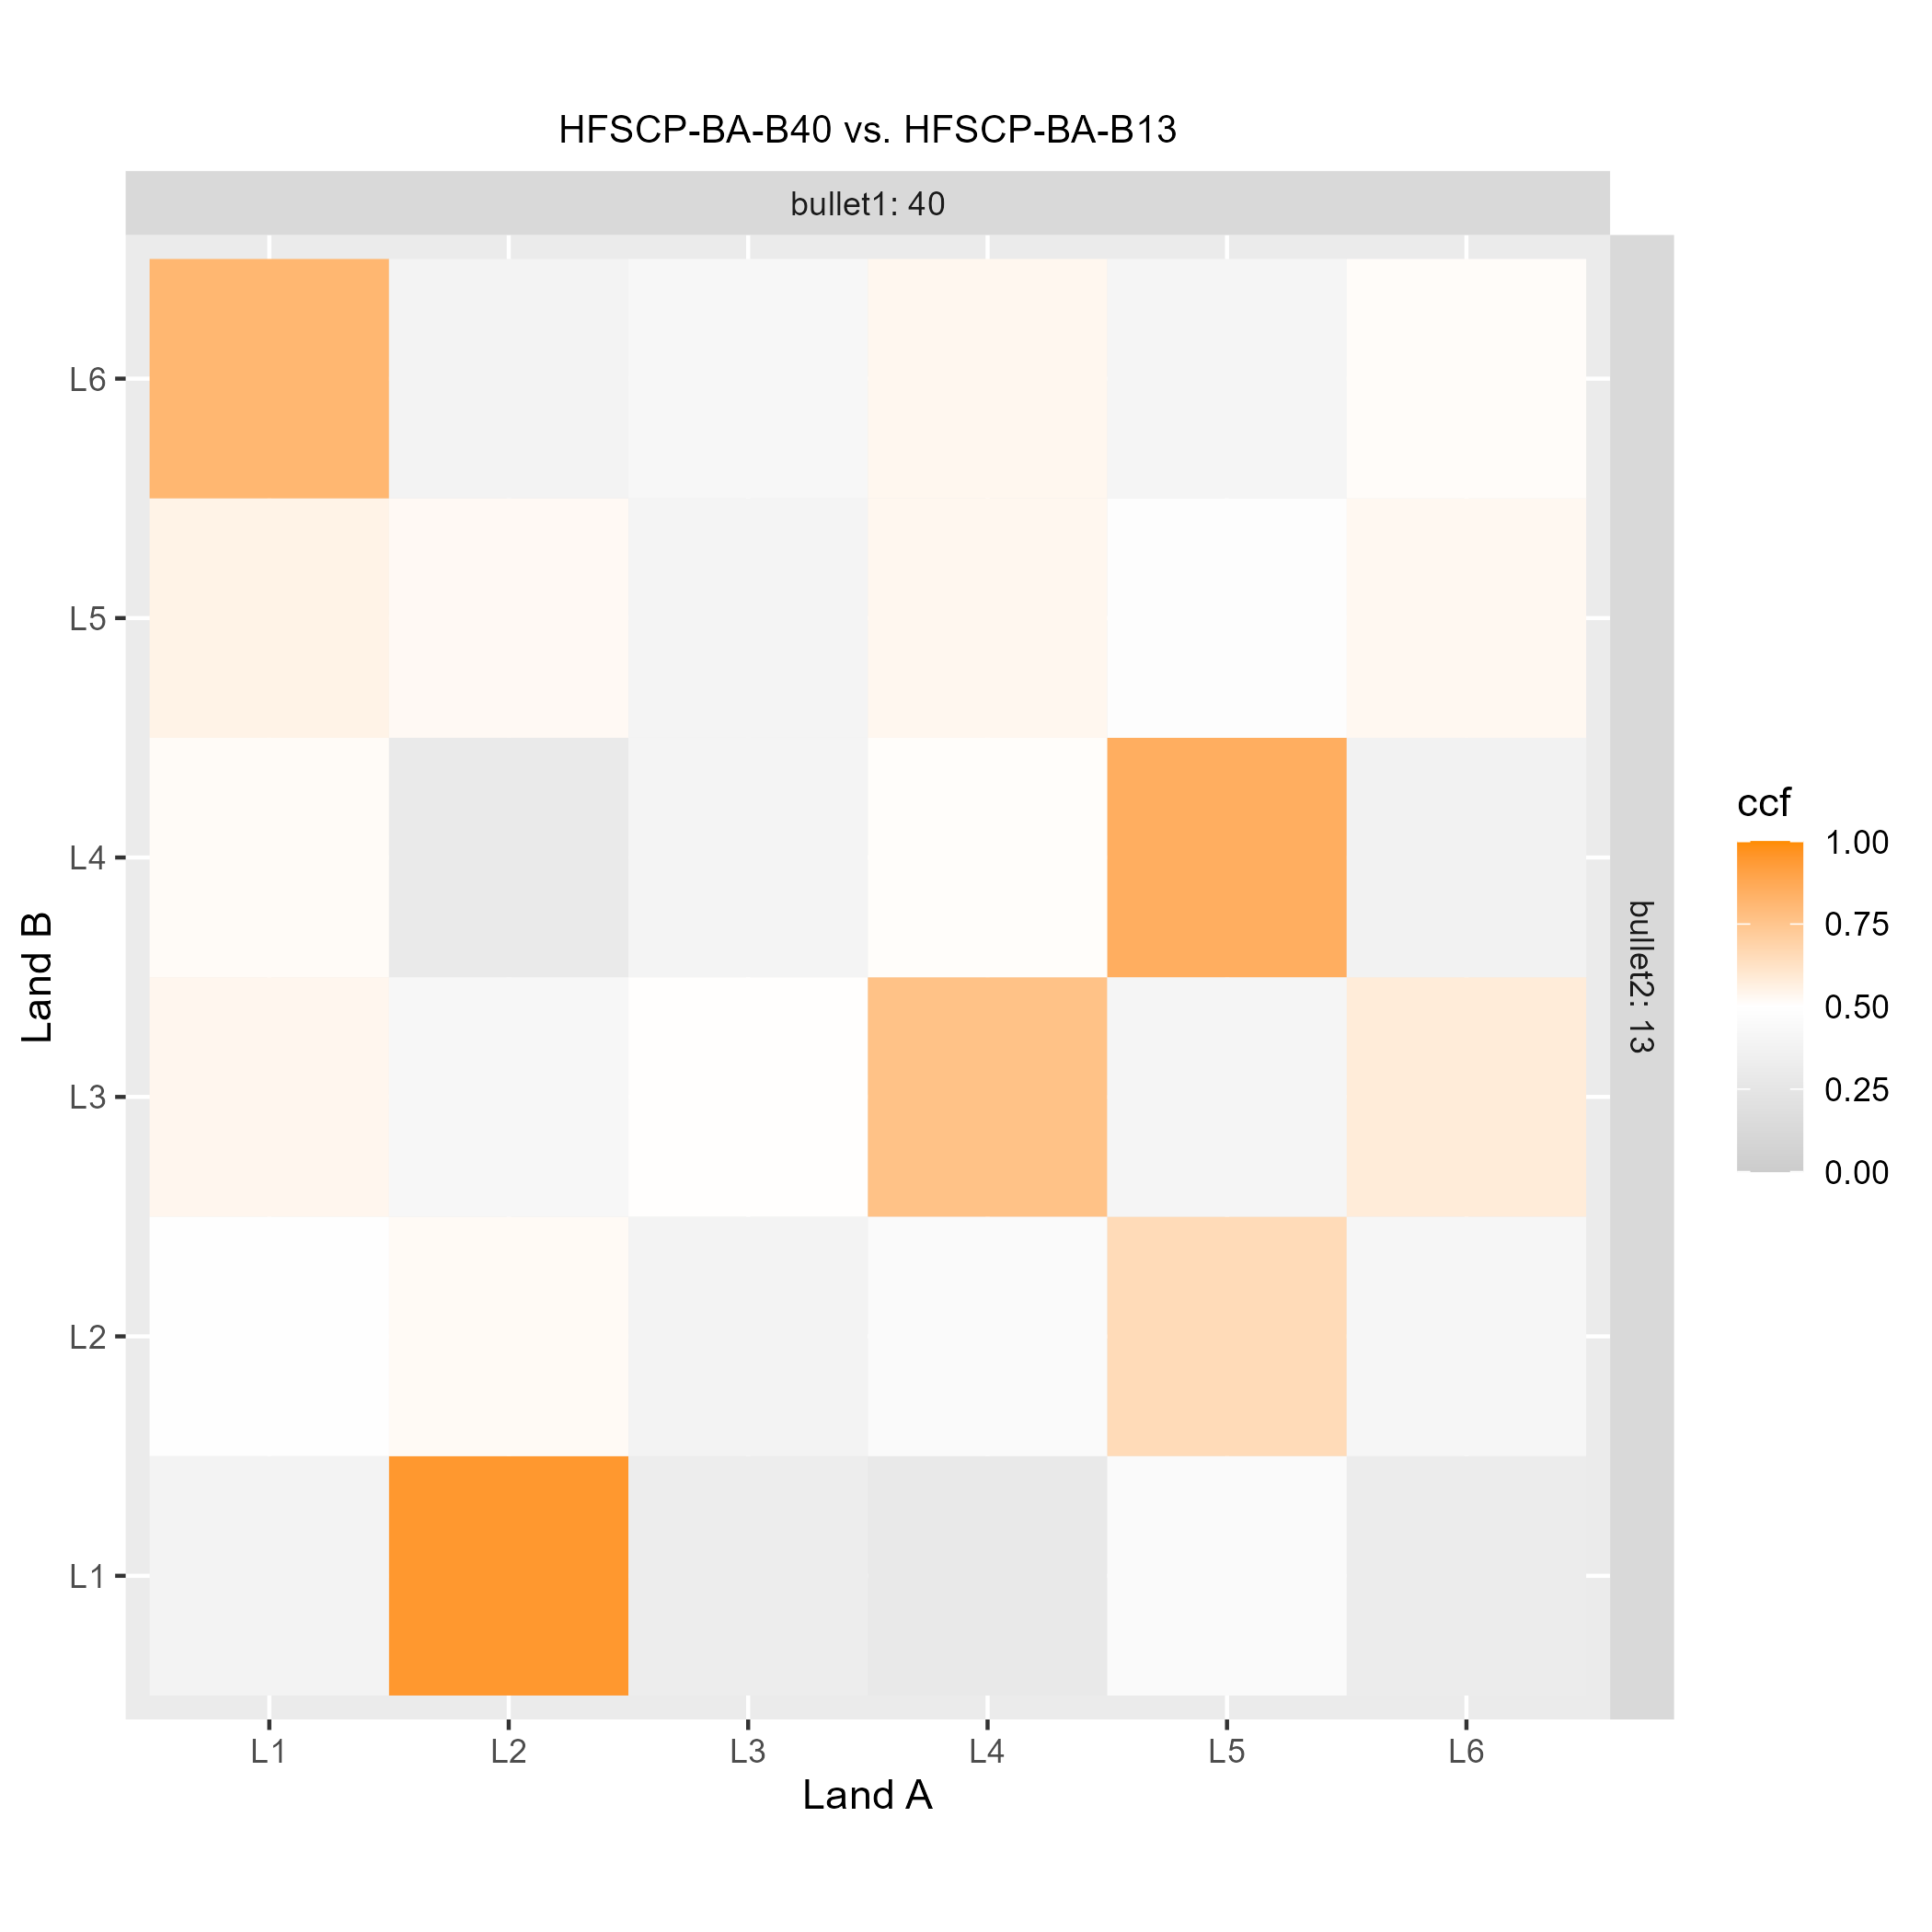 HFSCP-BA-B40 vs. HFSCP-BA-B13
bullet1: 40
L6
L5
L4
L3
L2
L1
Land B
bullet2: 13
L1 L2 L3 L4 L5 L6
Land A
ccf
1.00
0.75
0.50
0.25
0.00